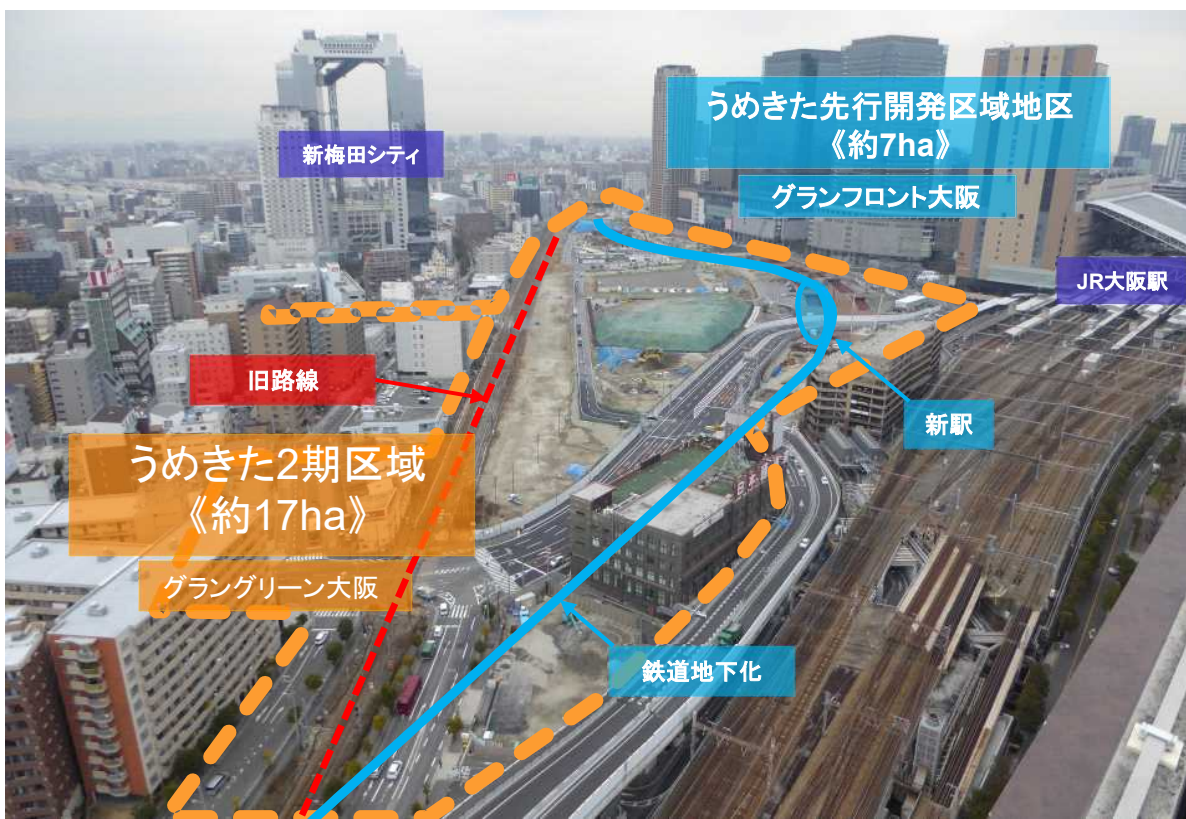 うめきた先行開発区域地区
《約7ha》
グランフロント大阪
新梅田シティ
JR大阪駅
旧路線
新駅
うめきた2期区域
《約17ha》
グラングリーン大阪
鉄道地下化